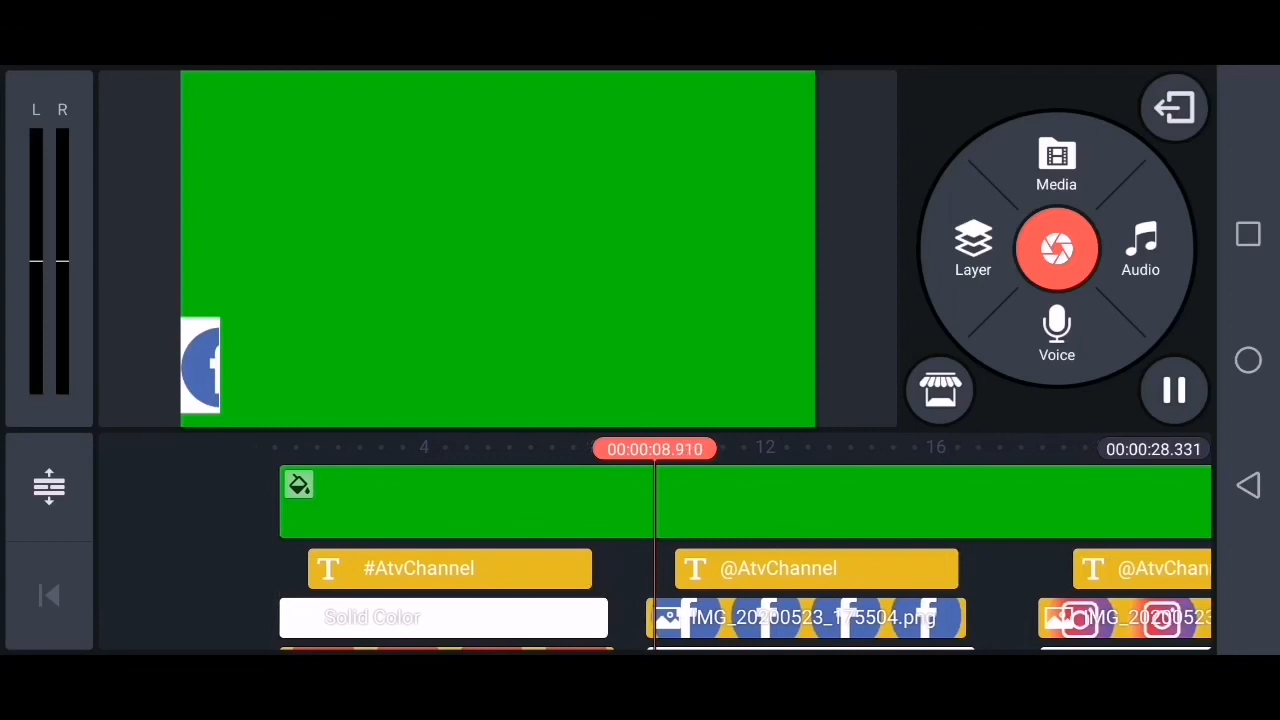 L R
Media
Layer
Audio
Voice
4
00:00:08.910
12
16
00:00:28.331
#AtvChannel
@AtvChannel
@AtvChan
Solid Color
IMG_20200523_175504.png
IMG_20200523